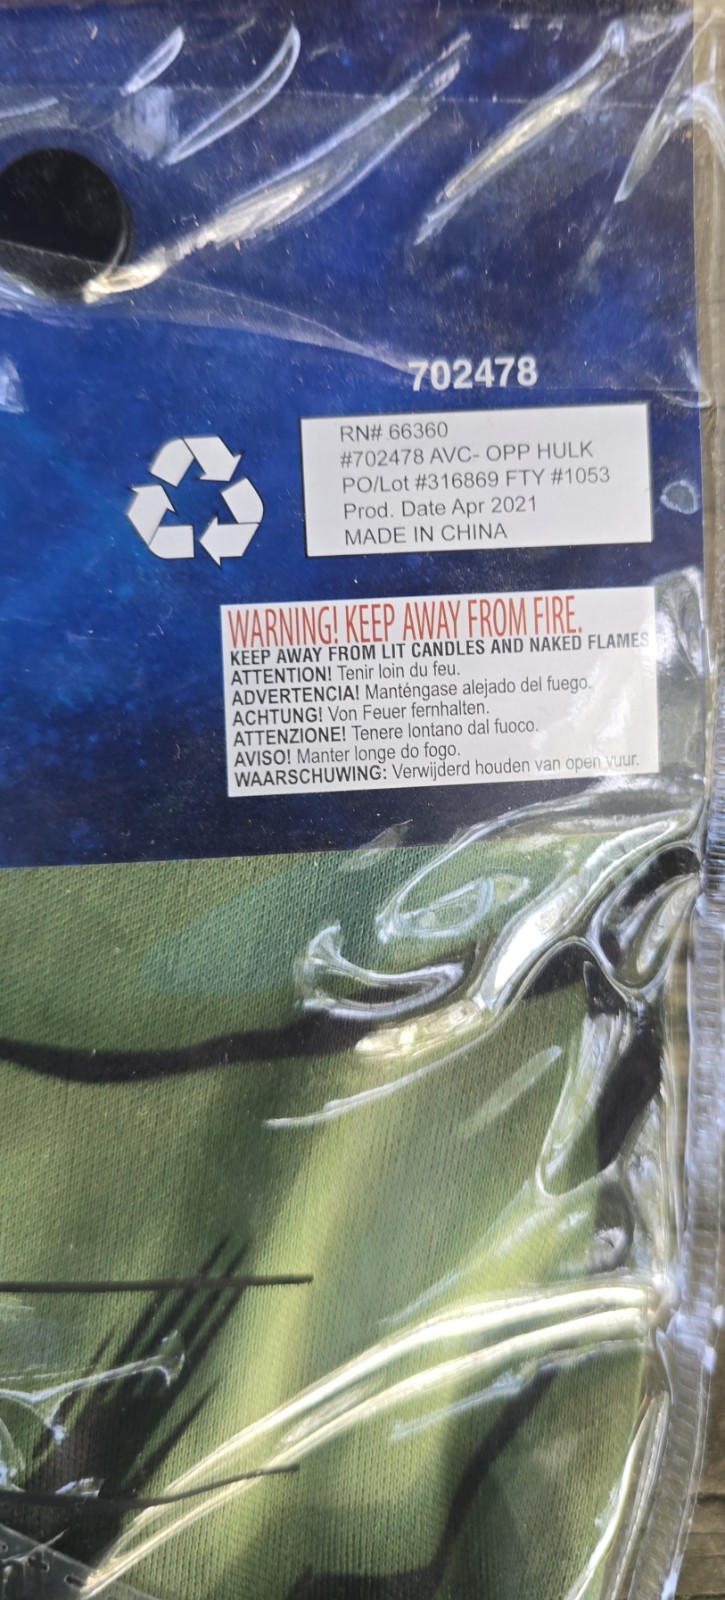 702478
RN# 66360
#702478 AVC- OPP HULK
PO/Lot #316869 FTY #1053
Prod. Date Apr 2021
MADE IN CHINA
WARNING! KEEP AWAY FROM FIRE.
KEEP AWAY FROM LIT CANDLES AND NAKED FLAMES
ATTENTION! Tenir loin du feu.
ADVERTENCIA! Manténgase alejado del fuego.
ACHTUNG! Von Feuer fernhalten.
ATTENZIONE! Tenere lontano dal fuoco.
AVISO! Manter longe do fogo.
WAARSCHUWING: Verwijderd houden van open vuur.